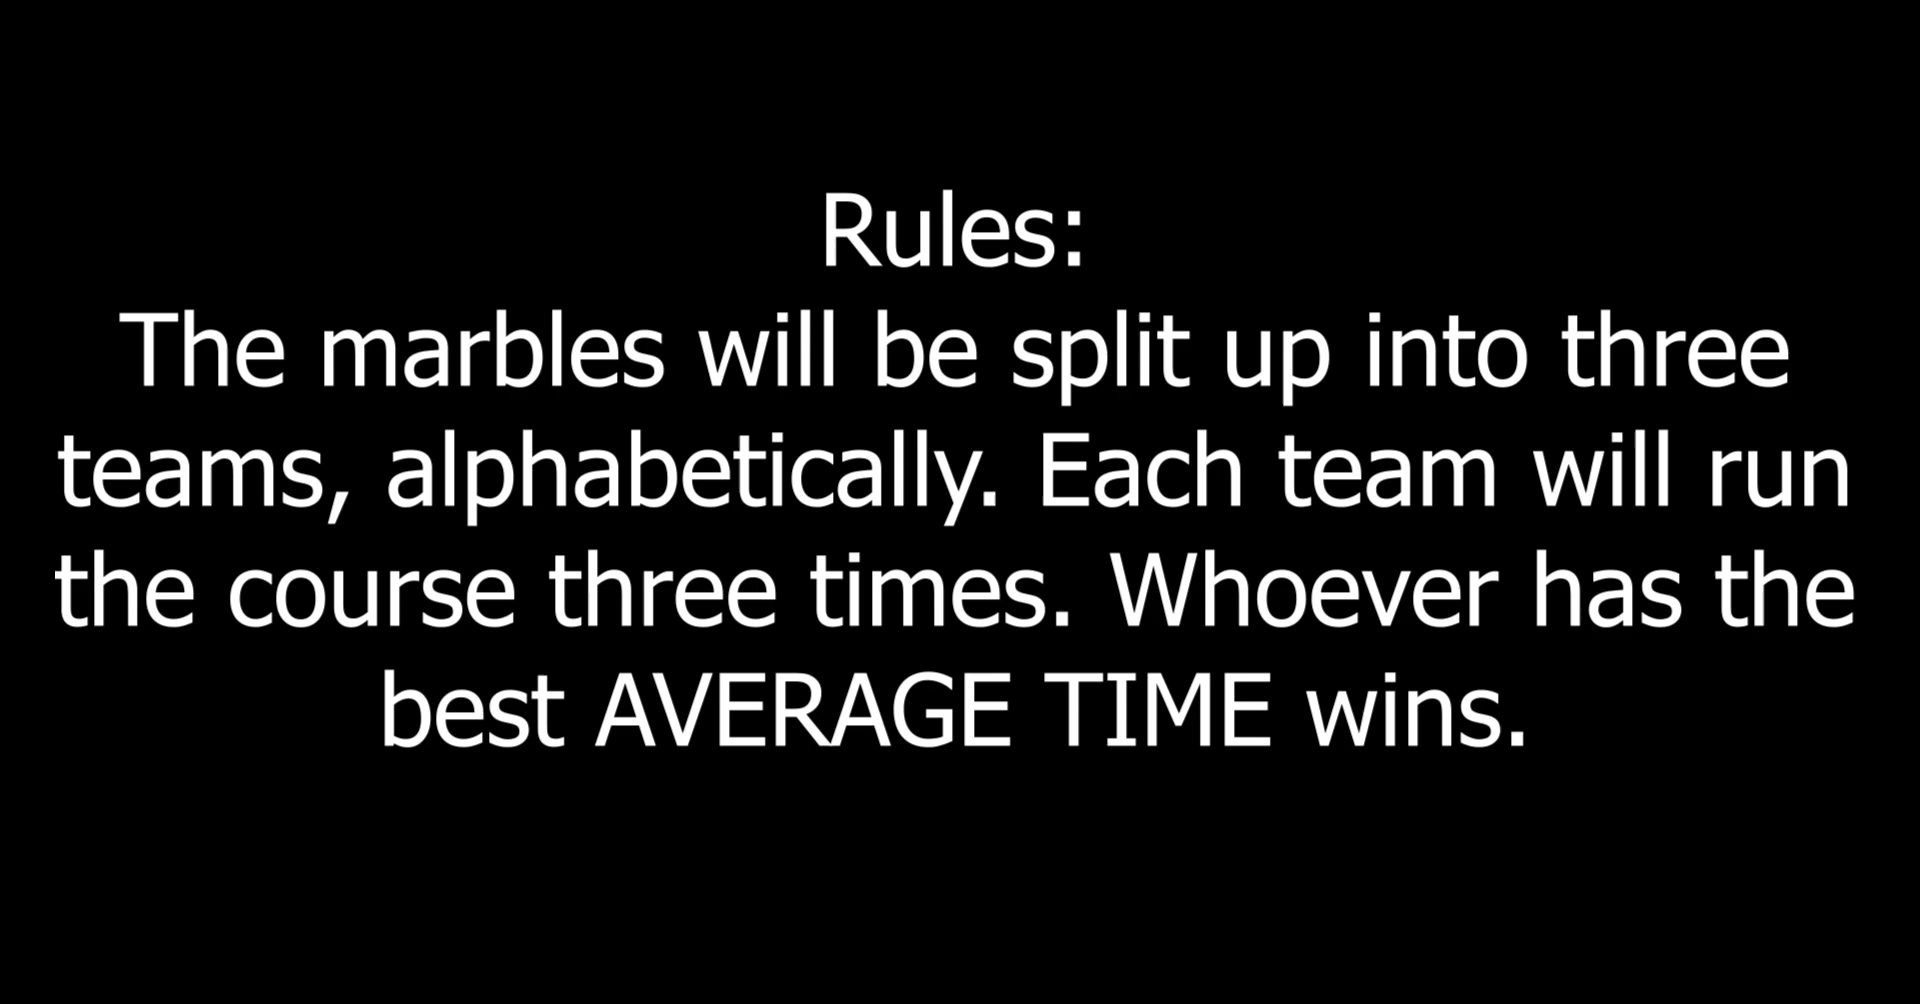 Rules:
The marbles will be split up into three
teams, alphabetically. Each team will run
the course three times. Whoever has the
best AVERAGE TIME wins.